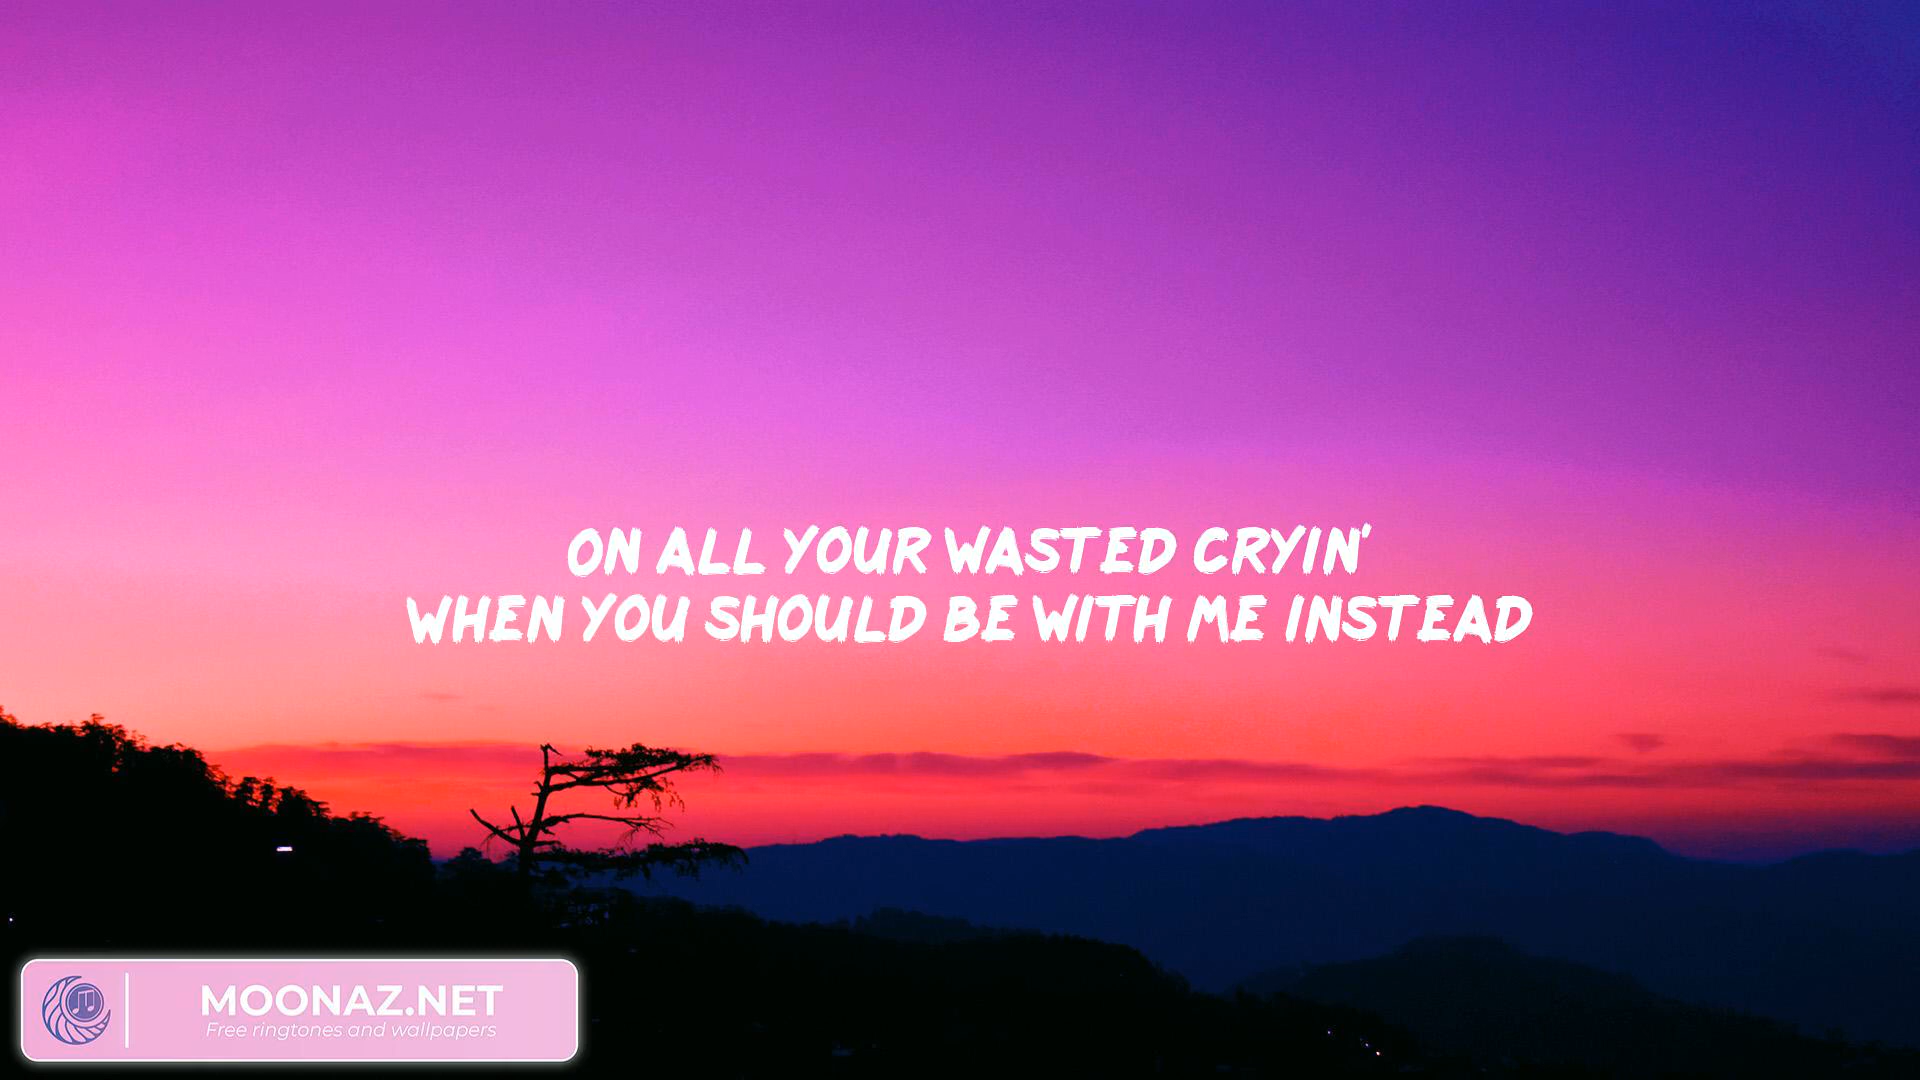 ON ALL YOUR WASTED CRYIN'
WHEN YOU SHOULD BE WITH ME INSTEAD
MOONAZ.NET
Free ringtones and wallpapers